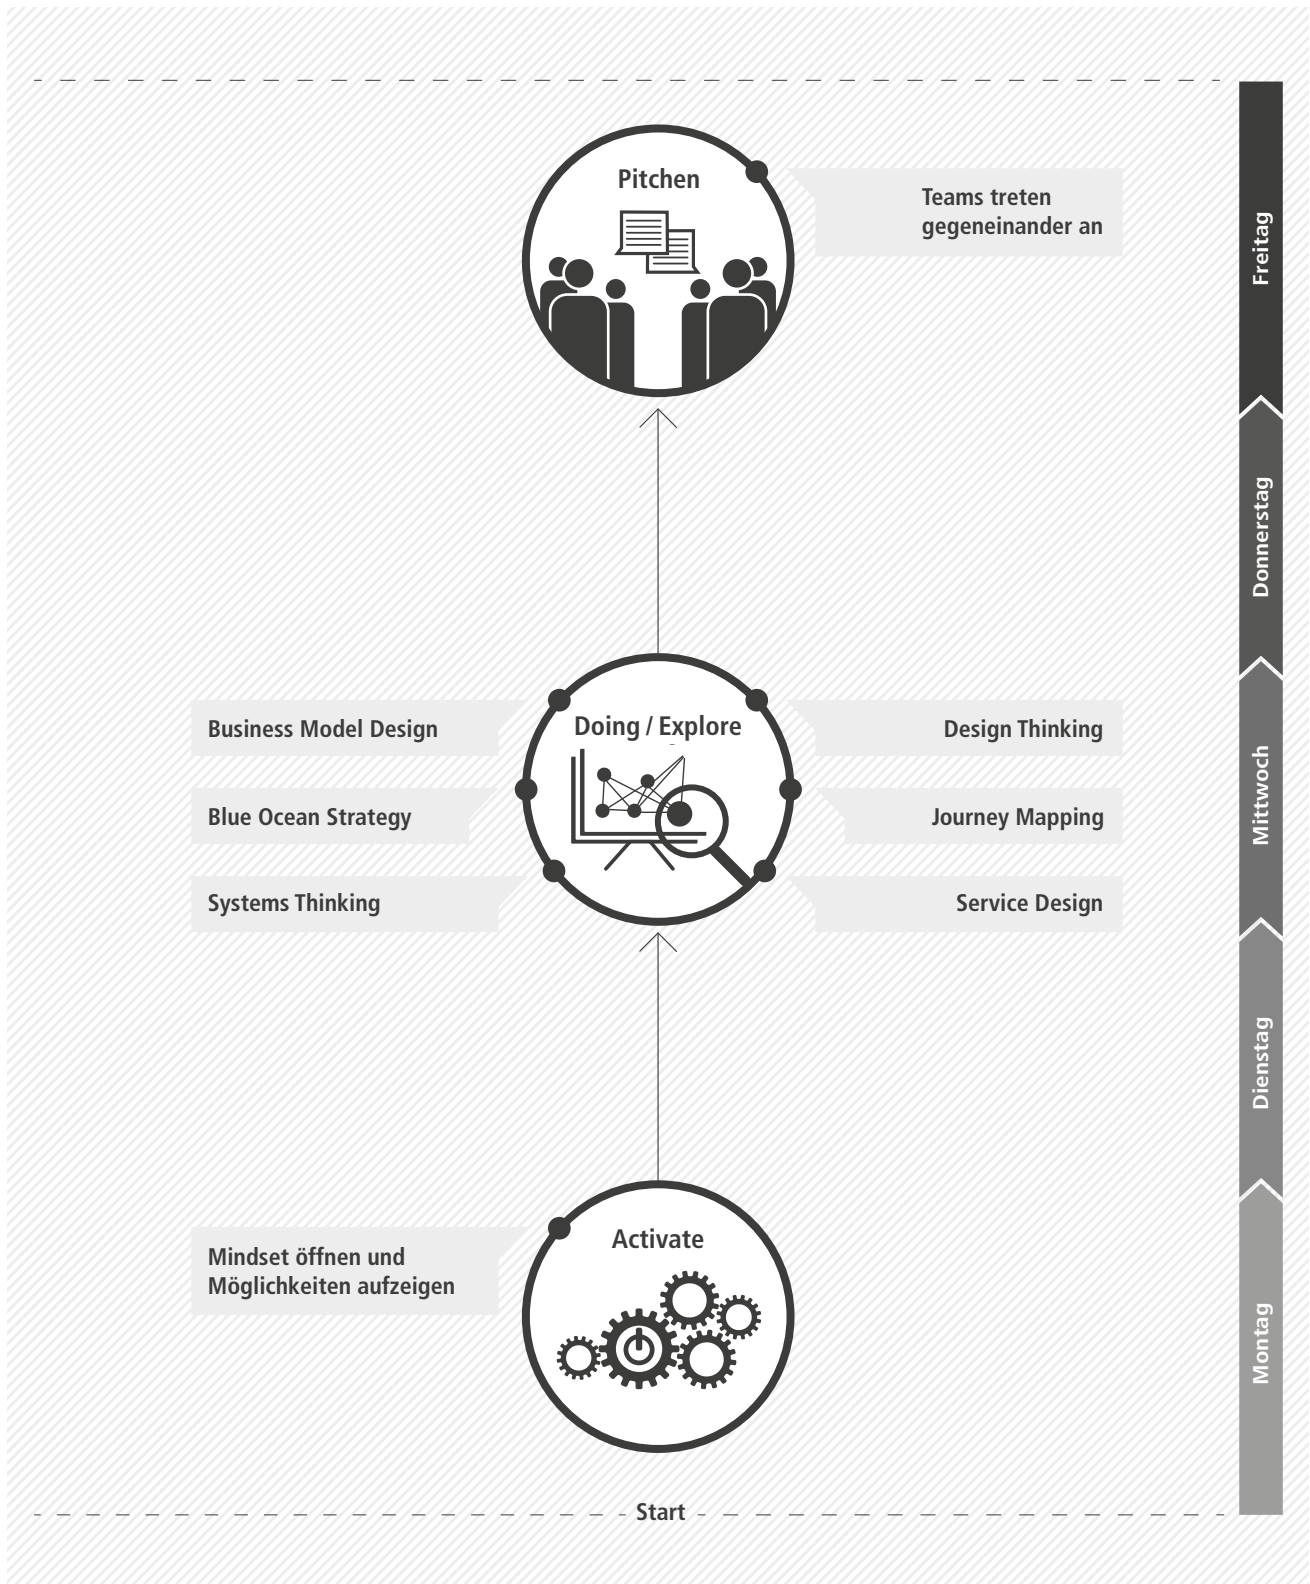 Pitchen
Teams treten
gegeneinander an
Freitag
Donnerstag
Doing / Explore
Business Model Design
Design Thinking
Blue Ocean Strategy
Journey Mapping
Systems Thinking
Service Design
Mittwoch
Dienstag
Activate
Mindset öffnen und
Möglichkeiten aufzeigen
Montag
Start